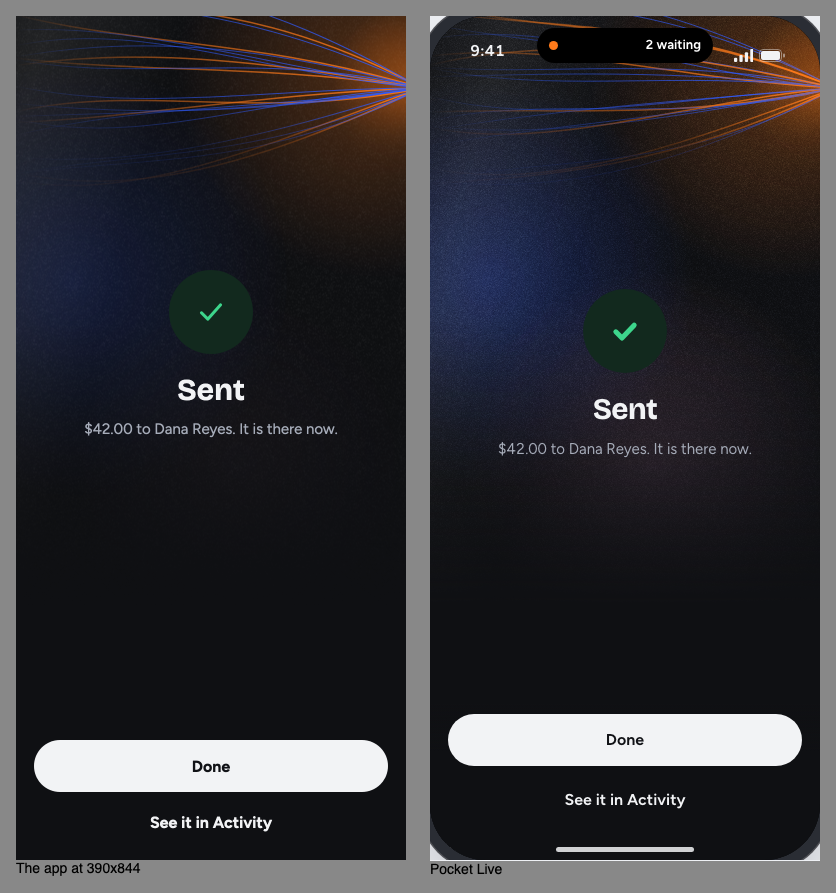 Sent
$42.00 to Dana Reyes. It is there now.
Done
See it in Activity
The app at 390x844
9:41
2 waiting
Sent
$42.00 to Dana Reyes. It is there now.
Done
See it in Activity
Pocket Live